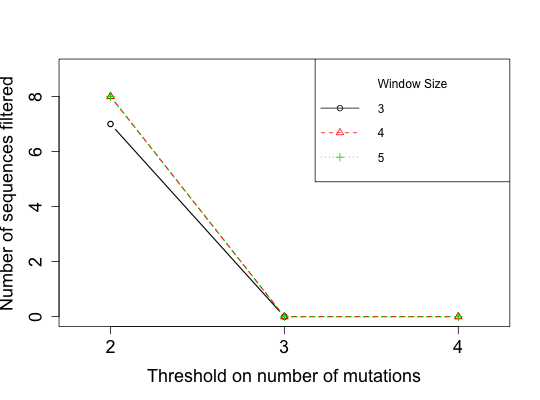 Window Size
3
4
5
Number of sequences filtered
8
6
4
2
0
2 3 4
Threshold on number of mutations